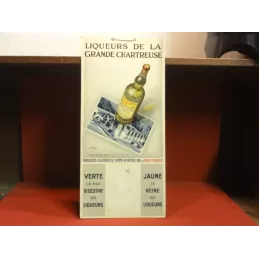 LIQUEURS DE LA
GRANDE CHARTREUSE
VERTE
LA PLUS
DIGESTIVE
DES
LIQUEURS
JAUNE
LA
REINE
DES
LIQUEURS